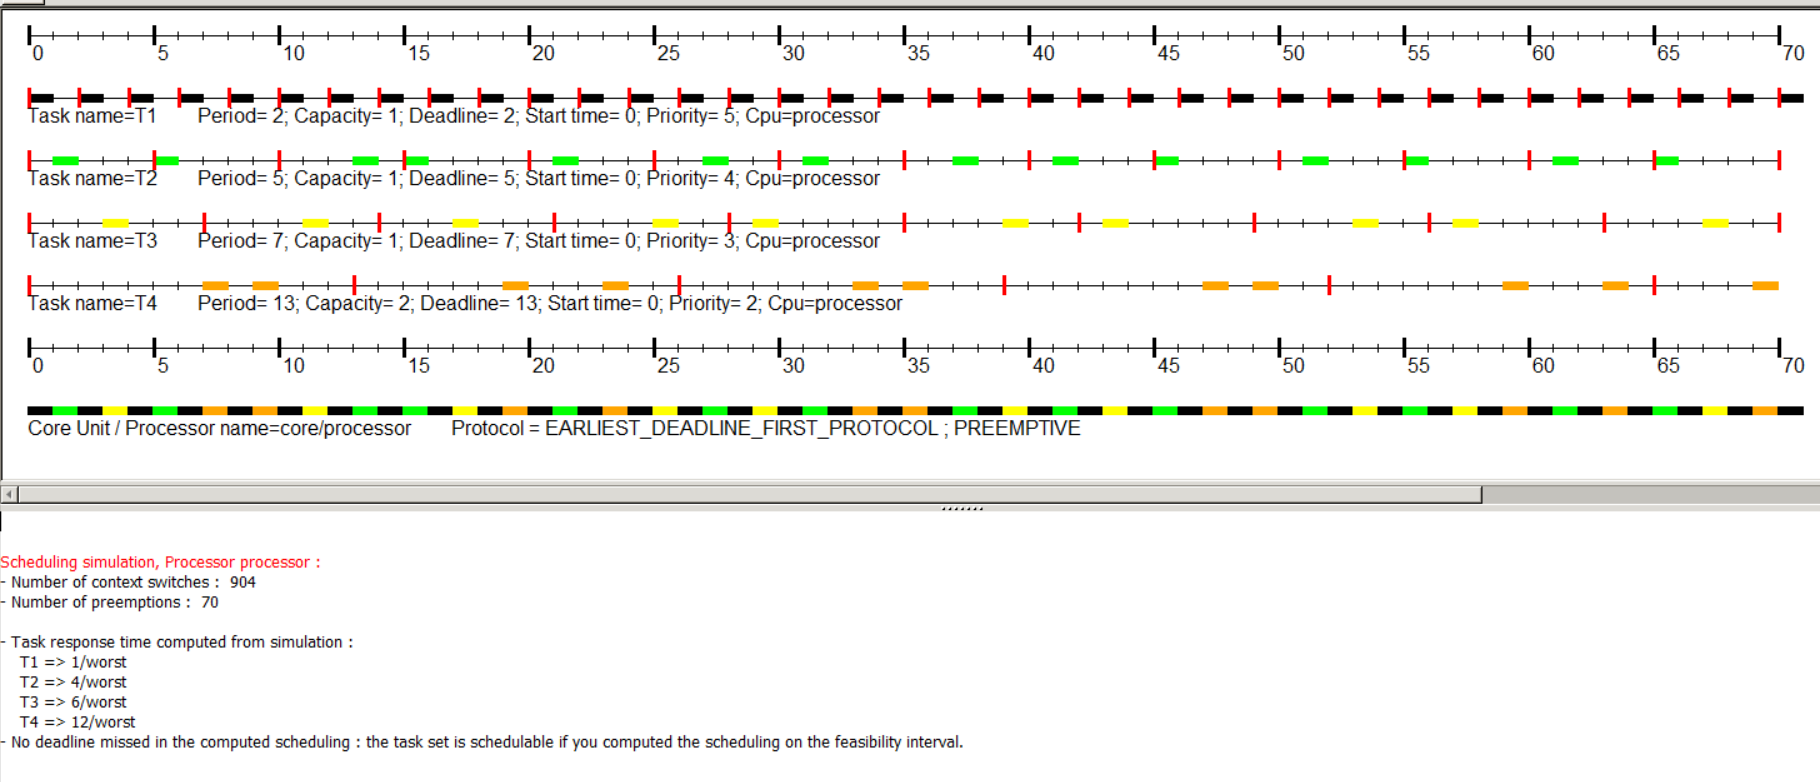 0 5 10 15 20 25 30 35 40 45 50 55 60 65 70
Task name=T1 Period= 2; Capacity= 1; Deadline= 2; Start time= 0; Priority= 5; Cpu=processor
Task name=T2 Period= 5; Capacity= 1; Deadline= 5; Start time= 0; Priority= 4; Cpu=processor
Task name=T3 Period= 7; Capacity= 1; Deadline= 7; Start time= 0; Priority= 3; Cpu=processor
Task name=T4 Period= 13; Capacity= 2; Deadline= 13; Start time= 0; Priority= 2; Cpu=processor
0 5 10 15 20 25 30 35 40 45 50 55 60 65 70
Core Unit / Processor name=core/processor Protocol = EARLIEST_DEADLINE_FIRST_PROTOCOL ; PREEMPTIVE
Scheduling simulation, Processor processor :
- Number of context switches : 904
- Number of preemptions : 70
- Task response time computed from simulation :
T1 => 1/worst
T2 => 4/worst
T3 => 6/worst
T4 => 12/worst
- No deadline missed in the computed scheduling : the task set is schedulable if you computed the scheduling on the feasibility interval.